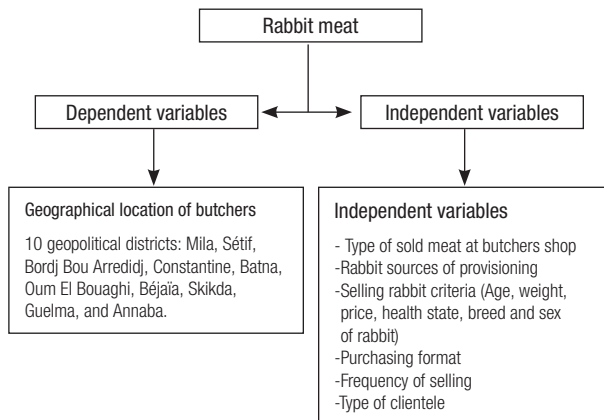 Rabbit meat
Dependent variables
Independent variables
Geographical location of butchers
10 geopolitical districts: Mila, Sétif,
Bordj Bou Arredidj, Constantine, Batna,
Oum El Bouaghi, Béjaïa, Skikda,
Guelma, and Annaba.
Independent variables
- Type of sold meat at butchers shop
-Rabbit sources of provisioning
-Selling rabbit criteria (Age, weight,
price, health state, breed and sex
of rabbit)
-Purchasing format
-Frequency of selling
-Type of clientele